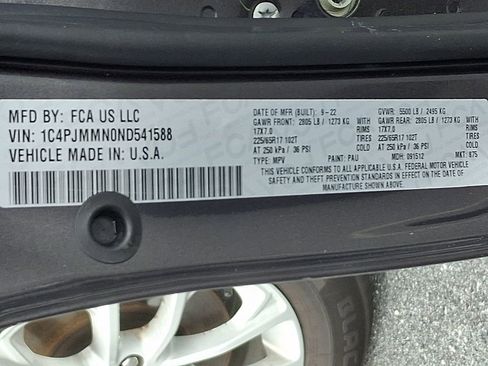 MFD BY: FCA US LLC
VIN: 1C4PJMMN0ND541588
VEHICLE MADE IN: U.S.A.
DATE OF MFR (BUILT): 9-22 GVWR: 5500 LB / 2495 KG
GAWR FRONT: 2805 LB / 1273 KG WITH GAWR REAR: 2805 LB / 1273 KG WITH
17X7.0 RIMS 17X7.0 RIMS
225/65R17 102T TIRES 225/65R17 102T TIRES
AT 250 kPa / 36 PSI COLD AT 250 kPa / 36 PSI COLD
TYPE: MPV PAINT: PAU MDH: 091512 MKT: 875
THIS VEHICLE CONFORMS TO ALL APPLICABLE U.S.A. FEDERAL MOTOR VEHICLE
SAFETY AND THEFT PREVENTION STANDARDS IN EFFECT ON THE DATE OF
MANUFACTURE SHOWN ABOVE.